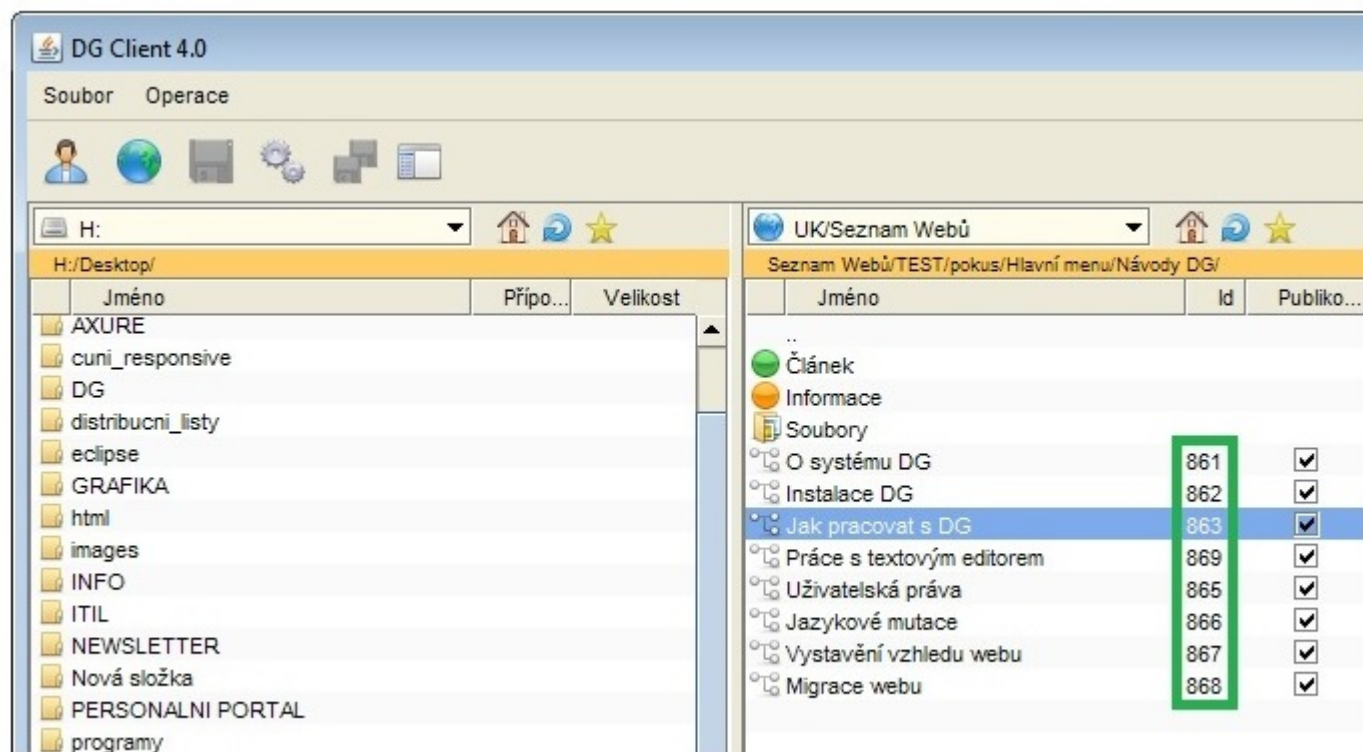 DG Client 4.0
Soubor Operace
H:
H:/Desktop/
Jméno Přípo... Velikost
AXURE
cuni_responsive
DG
distribucni_listy
eclipse
GRAFIKA
html
images
INFO
ITIL
NEWSLETTER
Nová složka
PERSONALNI PORTAL
programy
UK/Seznam Webů
Seznam Webů/TEST/pokus/Hlavní menu/Návody DG/
Jméno Id Publiko...
..
Článek
Informace
Soubory
O systému DG 861
Instalace DG 862
Jak pracovat s DG 863
Práce s textovým editorem 869
Uživatelská práva 865
Jazykové mutace 866
Vystavění vzhledu webu 867
Migrace webu 868